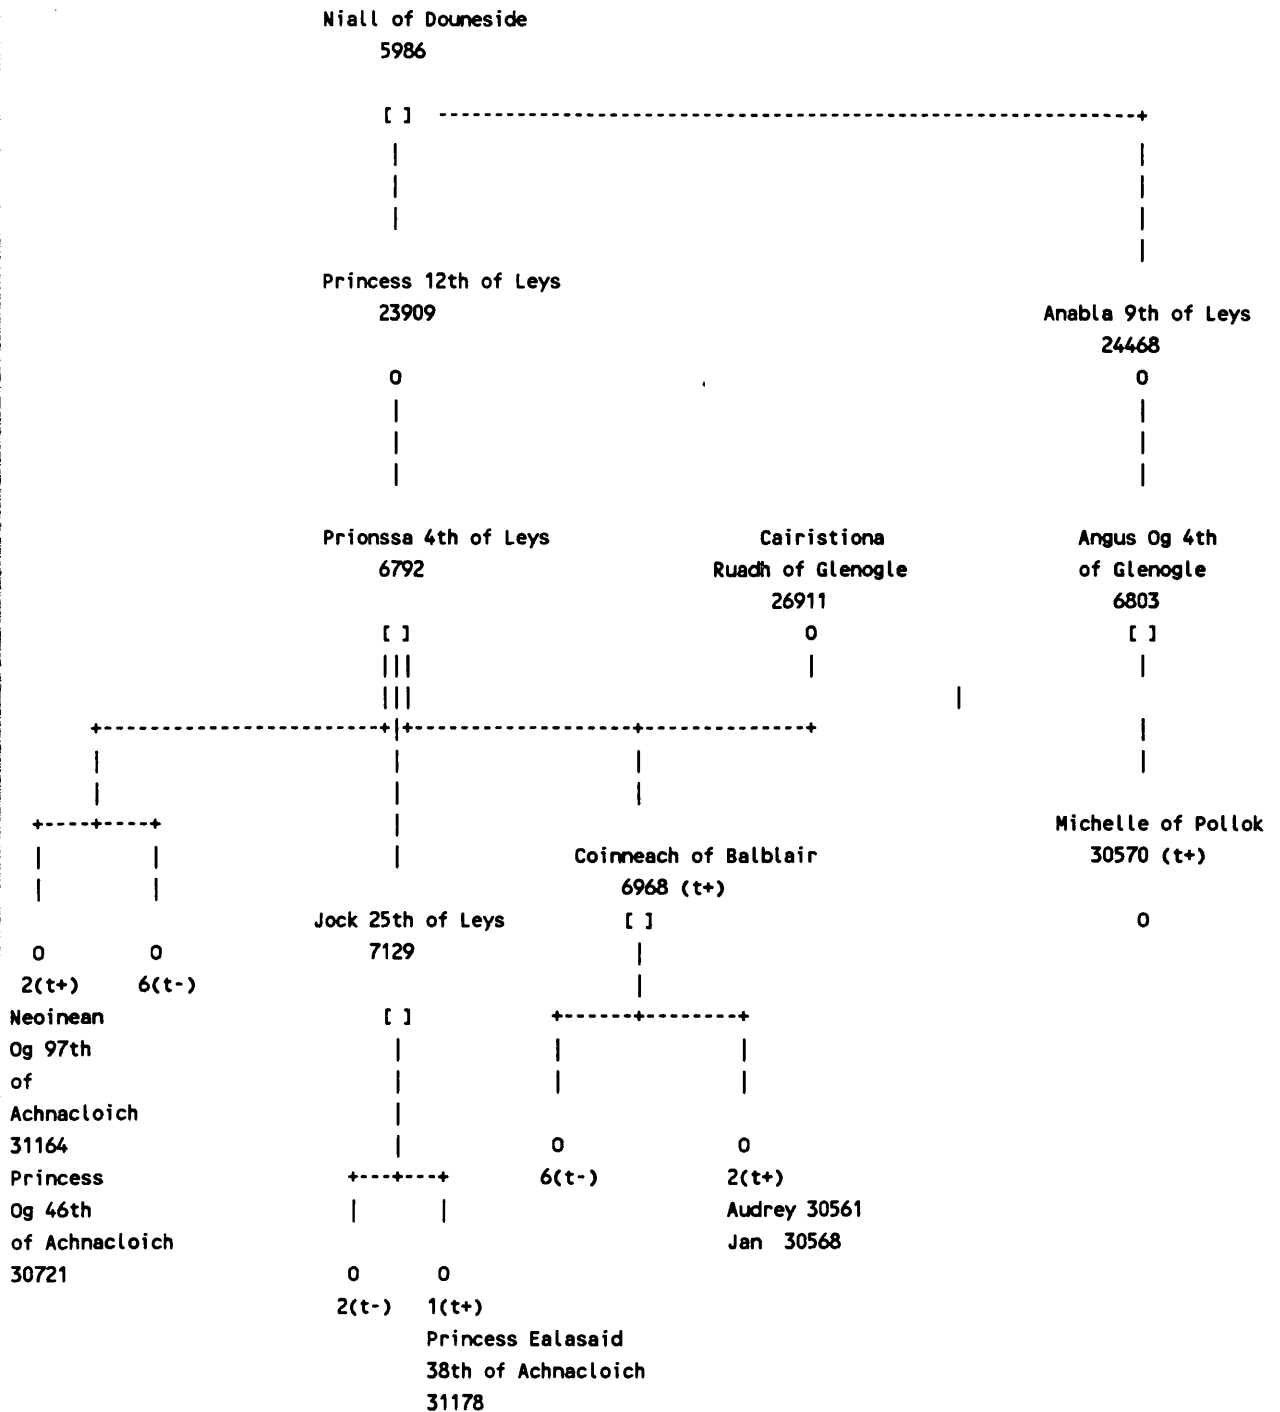 Niall of Douneside
5986
[ ]
+
Princess 12th of Leys
23909
Anabla 9th of Leys
24468
O O
Prionssa 4th of Leys
6792
Cairistiona
Ruadh of Glenogle
26911
Angus Og 4th
of Glenogle
6803
[ ] O [ ]
Michelle of Pollok
30570 (t+)
O
Coinneach of Balblair
6968 (t+)
[ ]
Jock 25th of Leys
7129
[ ]
O O
2(t+) 6(t-)
Neoinean
Og 97th
of
Achnacloich
31164
Princess
Og 46th
of Achnacloich
30721
O O
6(t-) 2(t+)
Audrey 30561
Jan 30568
O O
2(t-) 1(t+)
Princess Ealasaid
38th of Achnacloich
31178